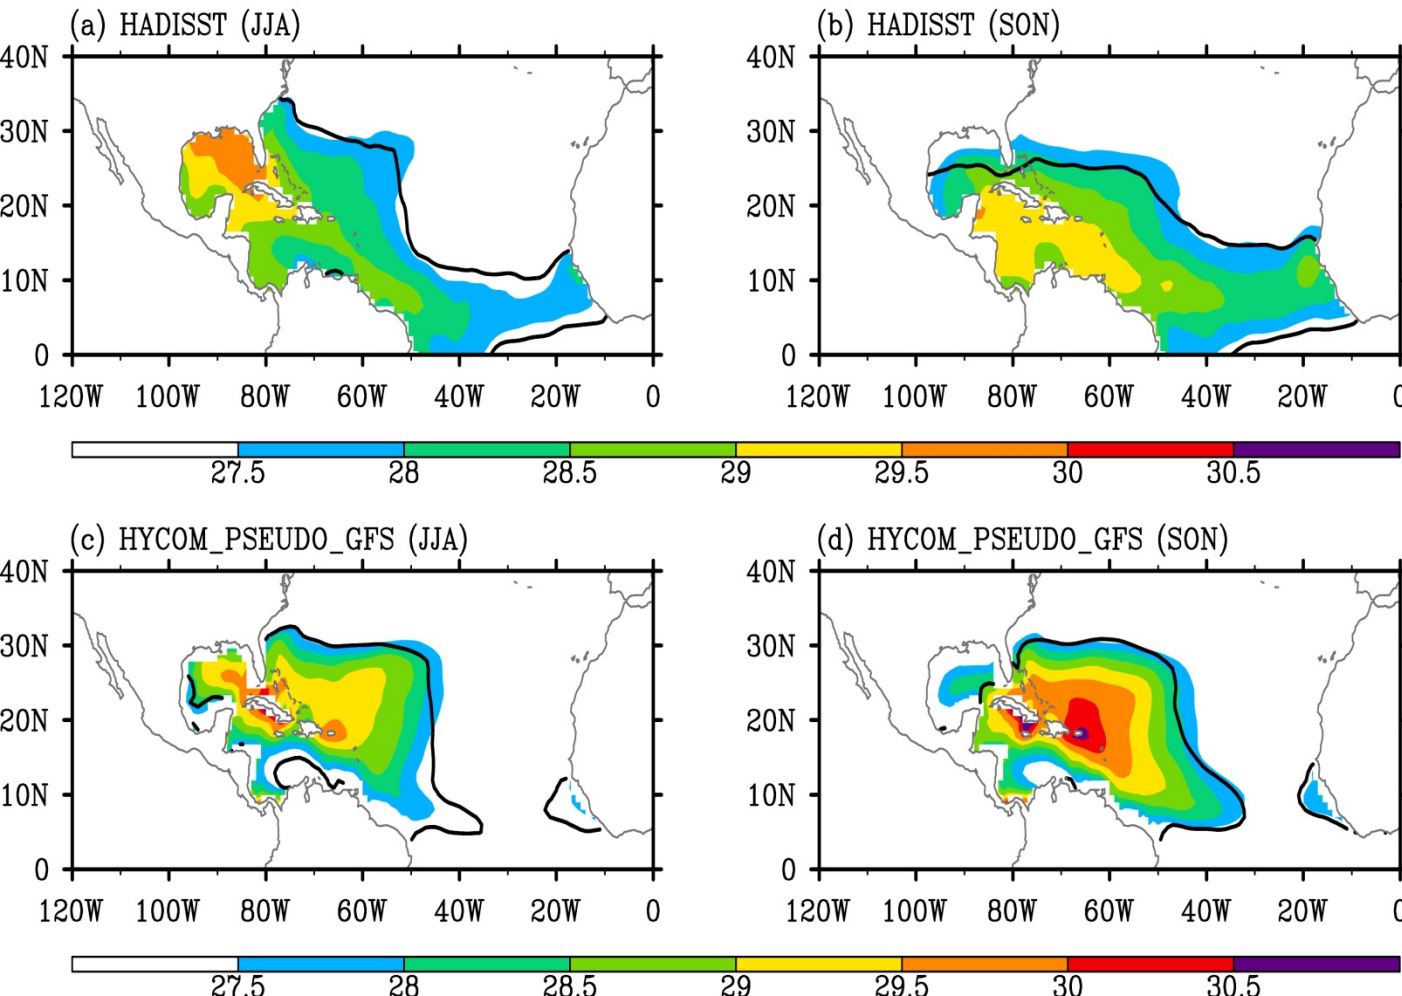 (a) HADISST (JJA)
(b) HADISST (SON)
40N
30N
20N
10N
0
120W 100W 80W 60W 40W 20W 0
40N
30N
20N
10N
0
120W 100W 80W 60W 40W 20W 0
27.5 28 28.5 29 29.5 30 30.5
(c) HYCOM_PSEUDO_GFS (JJA)
(d) HYCOM_PSEUDO_GFS (SON)
40N
30N
20N
10N
0
120W 100W 80W 60W 40W 20W 0
40N
30N
20N
10N
0
120W 100W 80W 60W 40W 20W 0
27.5 28 28.5 29 29.5 30 30.5